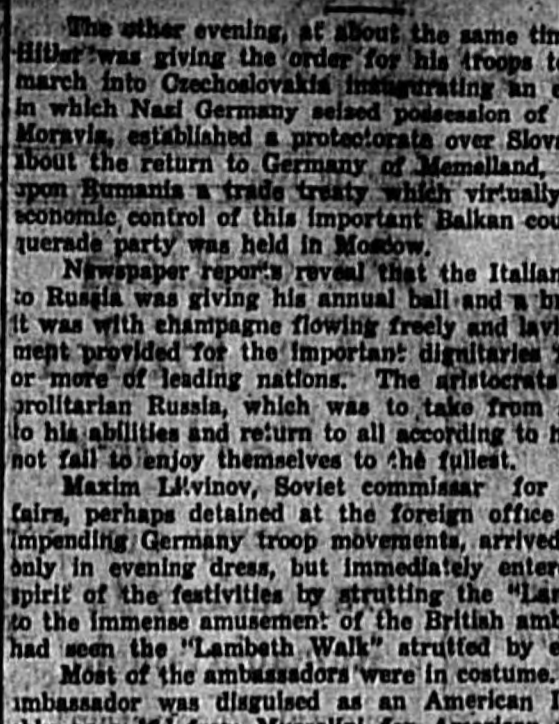 The other evening, at about the same tim
Hitler was giving the order for his troops t
march into Czechoslovakia inaugurating an
in which Nazi Germany seized possession of
Moravia, established a protectorate over Slov
about the return to Germany of Memelland,
upon Rumania a trade treaty which virtually
economic control of this important Balkan co
querade party was held in Moscow.
Newspaper reports reveal that the Italian
to Russia was giving his annual ball and a
it was with champagne flowing freely and lav
ment provided for the important dignitaries
or more of leading nations. The aristocrats
prolitarian Russia, which was to take from
to his abilities and return to all according to
not fail to enjoy themselves to the fullest.
Maxim Litvinov, Soviet commissar for
fairs, perhaps detained at the foreign office
impending Germany troop movements, arrived
only in evening dress, but immediately enter
spirit of the festivities by strutting the "La
to the immense amusement of the British amb
had seen the "Lambeth Walk" strutted by e
Most of the ambassadors were in costume.
ambassador was disguised as an American